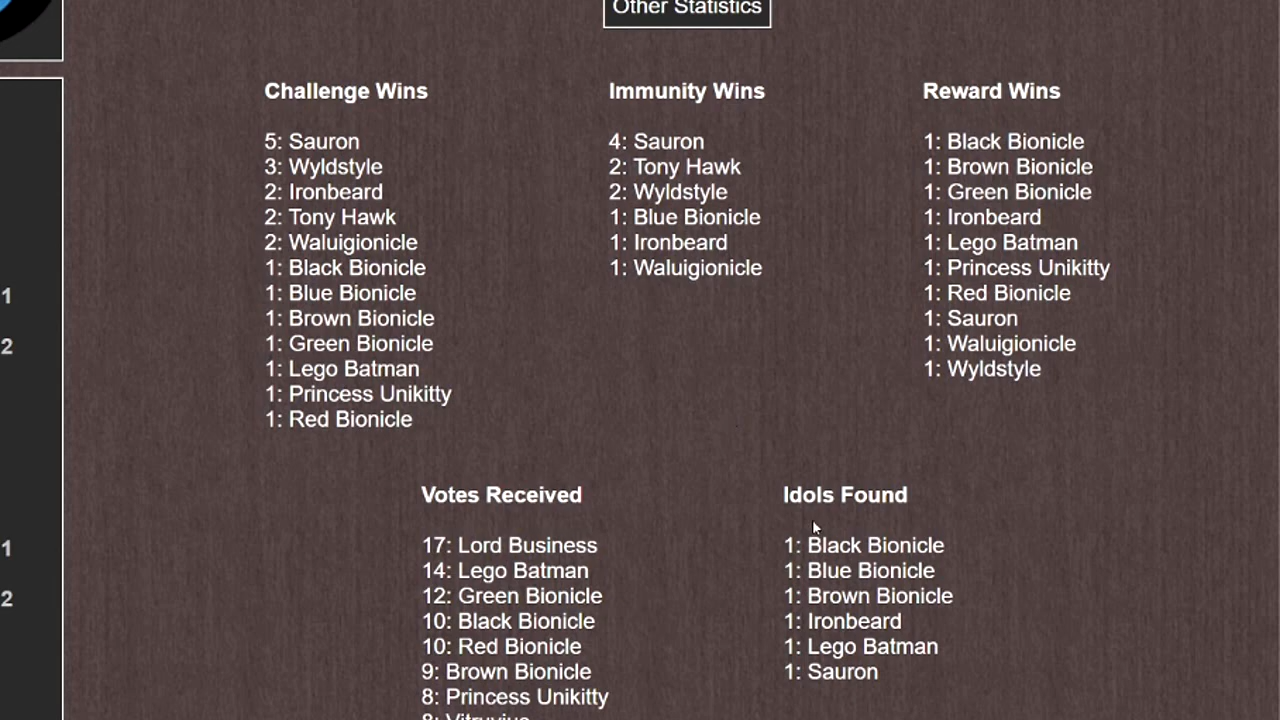 Other Statistics
Challenge Wins
5: Sauron
3: Wyldstyle
2: Ironbeard
2: Tony Hawk
2: Waluigionicle
1: Black Bionicle
1: Blue Bionicle
1: Brown Bionicle
1: Green Bionicle
1: Lego Batman
1: Princess Unikitty
1: Red Bionicle
Immunity Wins
4: Sauron
2: Tony Hawk
2: Wyldstyle
1: Blue Bionicle
1: Ironbeard
1: Waluigionicle
Reward Wins
1: Black Bionicle
1: Brown Bionicle
1: Green Bionicle
1: Ironbeard
1: Lego Batman
1: Princess Unikitty
1: Red Bionicle
1: Sauron
1: Waluigionicle
1: Wyldstyle
1
2
1
2
Votes Received
17: Lord Business
14: Lego Batman
12: Green Bionicle
10: Black Bionicle
10: Red Bionicle
9: Brown Bionicle
8: Princess Unikitty
8: Vitruvius
Idols Found
1: Black Bionicle
1: Blue Bionicle
1: Brown Bionicle
1: Ironbeard
1: Lego Batman
1: Sauron